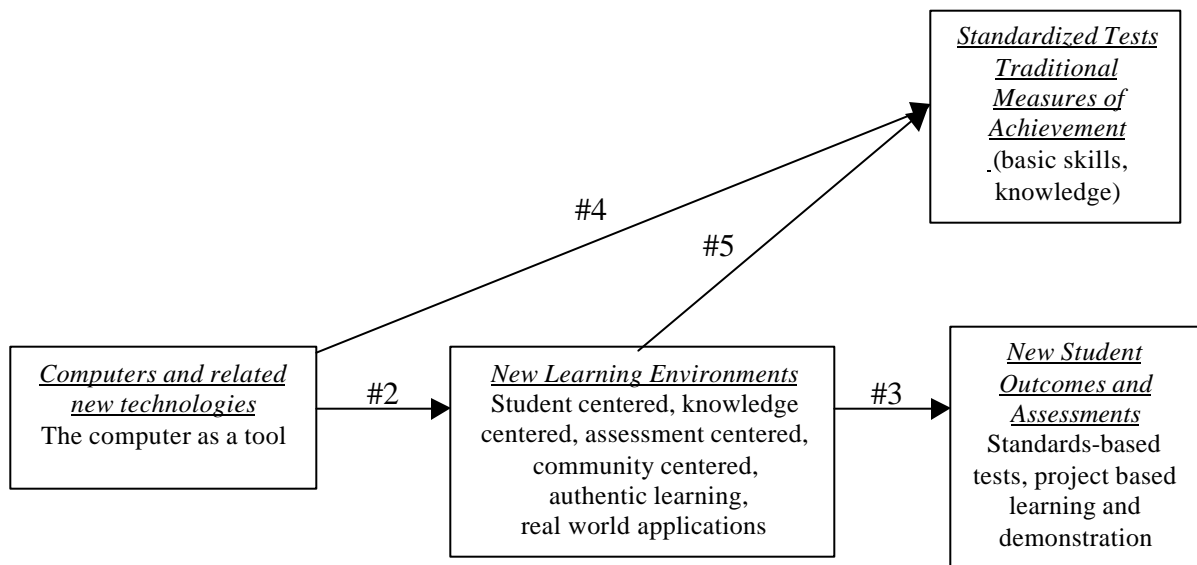 Standardized Tests
Traditional
Measures of
Achievement
(basic skills,
knowledge)
#4
#5
Computers and related
new technologies
The computer as a tool
#2
New Learning Environments
Student centered, knowledge
centered, assessment centered,
community centered,
authentic learning,
real world applications
#3
New Student
Outcomes and
Assessments
Standards-based
tests, project based
learning and
demonstration